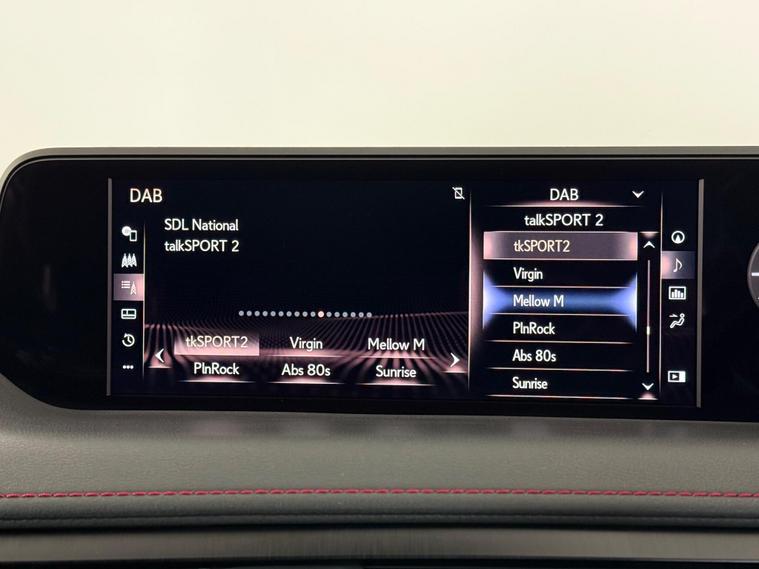 DAB
SDL National
talkSPORT 2
tkSPORT2
Virgin
Mellow M
PlnRock
Abs 80s
Sunrise
DAB
talkSPORT 2
tkSPORT2
Virgin
Mellow M
PlnRock
Abs 80s
Sunrise